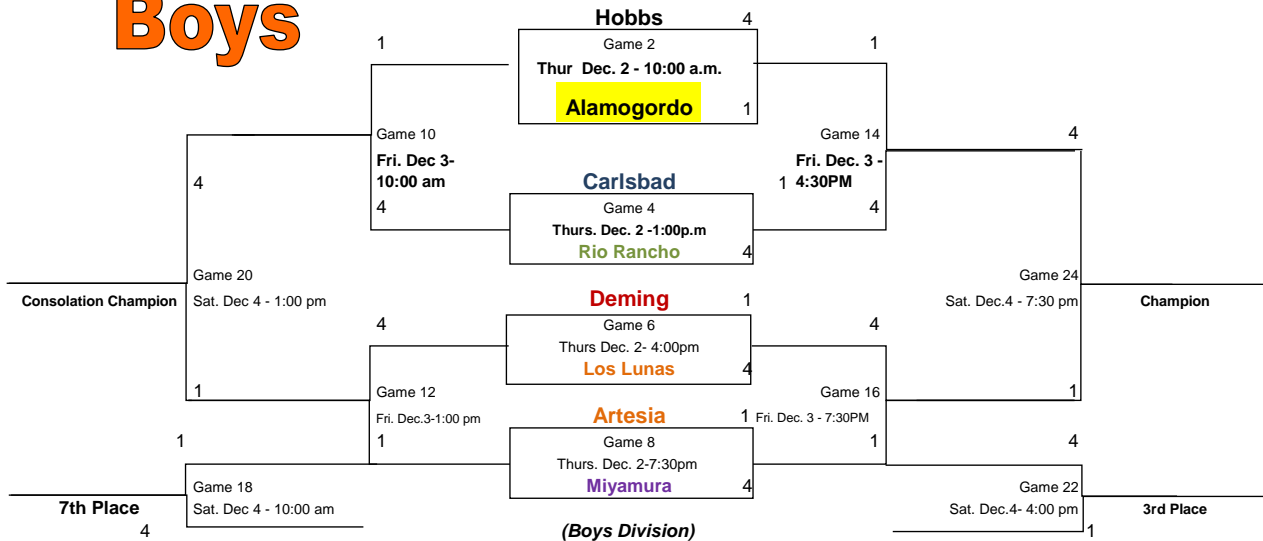 Boys
Hobbs 4
1 Game 2 1
Thur Dec. 2 - 10:00 a.m.
Alamogordo 1
Game 10 Game 14 4
Fri. Dec 3- Fri. Dec. 3 -
10:00 am 1 4:30PM
4 Carlsbad
4 Game 4 4
Thurs. Dec. 2 -1:00p.m
Rio Rancho 4
Game 20 Game 24
Consolation Champion Sat. Dec 4 - 1:00 pm Sat. Dec.4 - 7:30 pm Champion
Deming 1
4 Game 6 4
Thurs Dec. 2- 4:00pm
Los Lunas 4
1 Game 12 Game 16 1
Fri. Dec.3-1:00 pm Artesia 1 Fri. Dec. 3 - 7:30PM
1 1 Game 8 1 4
Thurs. Dec. 2-7:30pm
Miyamura 4
Game 18 Game 22
7th Place Sat. Dec 4 - 10:00 am Sat. Dec.4- 4:00 pm 3rd Place
4 (Boys Division) 1